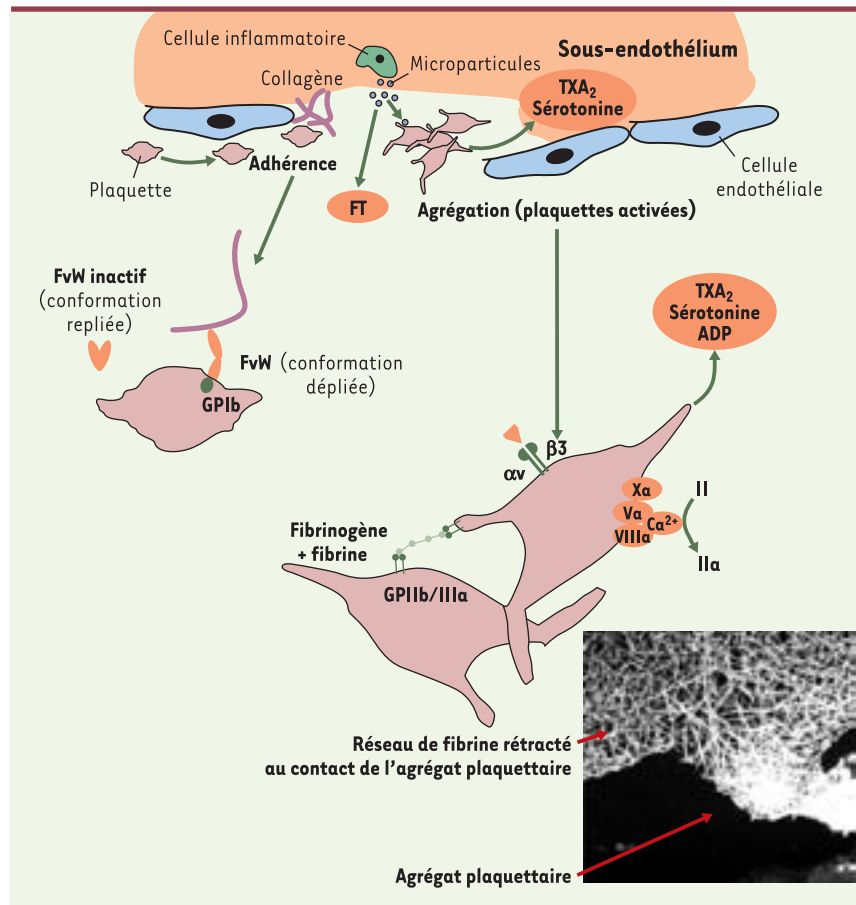 Cellule inflammatoire
Sous-endothélium
Microparticules
Collagène
TXA₂
Sérotonine
Adhérence
Plaquette
Cellule
endothéliale
FT
Agrégation (plaquettes activées)
FvW inactif
(conformation
repliée)
TXA₂
Sérotonine
ADP
FvW (conformation
dépliée)
GPIb
β3
αv
Xa
II
Va
Ca²⁺
VIIIa
IIa
Fibrinogène
+ fibrine
GPIIb/IIIa
Réseau de fibrine rétracté
au contact de l'agrégat plaquettaire
Agrégat plaquettaire